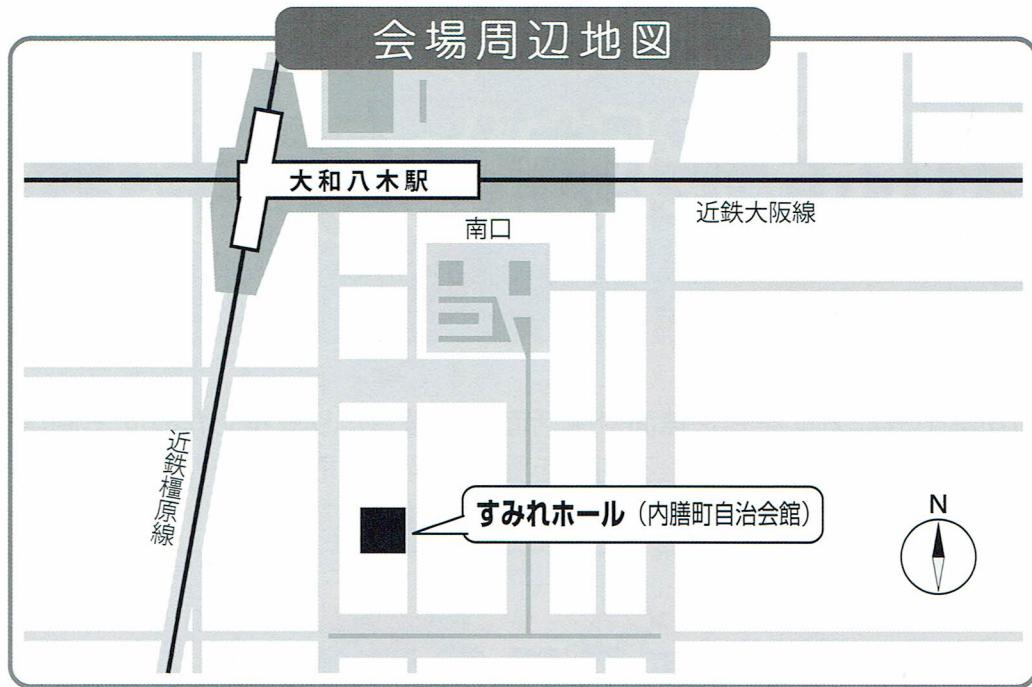 会場周辺地図
大和八木駅
近鉄大阪線
南口
近鉄橿原線
すみれホール（内膳町自治会館）
N